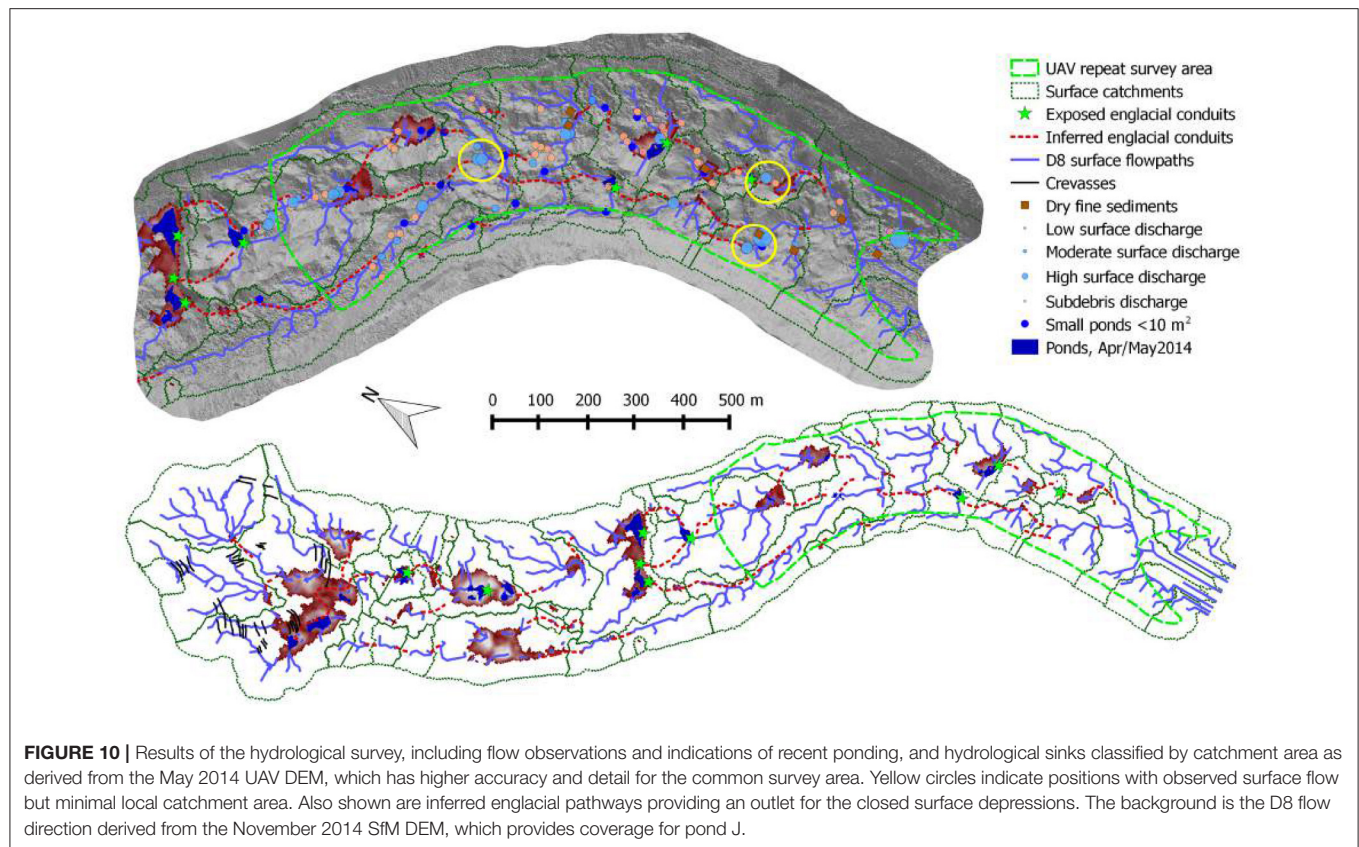 UAV repeat survey area
Surface catchments
Exposed englacial conduits
Inferred englacial conduits
D8 surface flowpaths
Crevasses
Dry fine sediments
Low surface discharge
Moderate surface discharge
High surface discharge
Subdebris discharge
Small ponds <10 m²
Ponds, Apr/May2014
N
0 100 200 300 400 500 m
FIGURE 10 | Results of the hydrological survey, including flow observations and indications of recent ponding, and hydrological sinks classified by catchment area as
derived from the May 2014 UAV DEM, which has higher accuracy and detail for the common survey area. Yellow circles indicate positions with observed surface flow
but minimal local catchment area. Also shown are inferred englacial pathways providing an outlet for the closed surface depressions. The background is the D8 flow
direction derived from the November 2014 SfM DEM, which provides coverage for pond J.